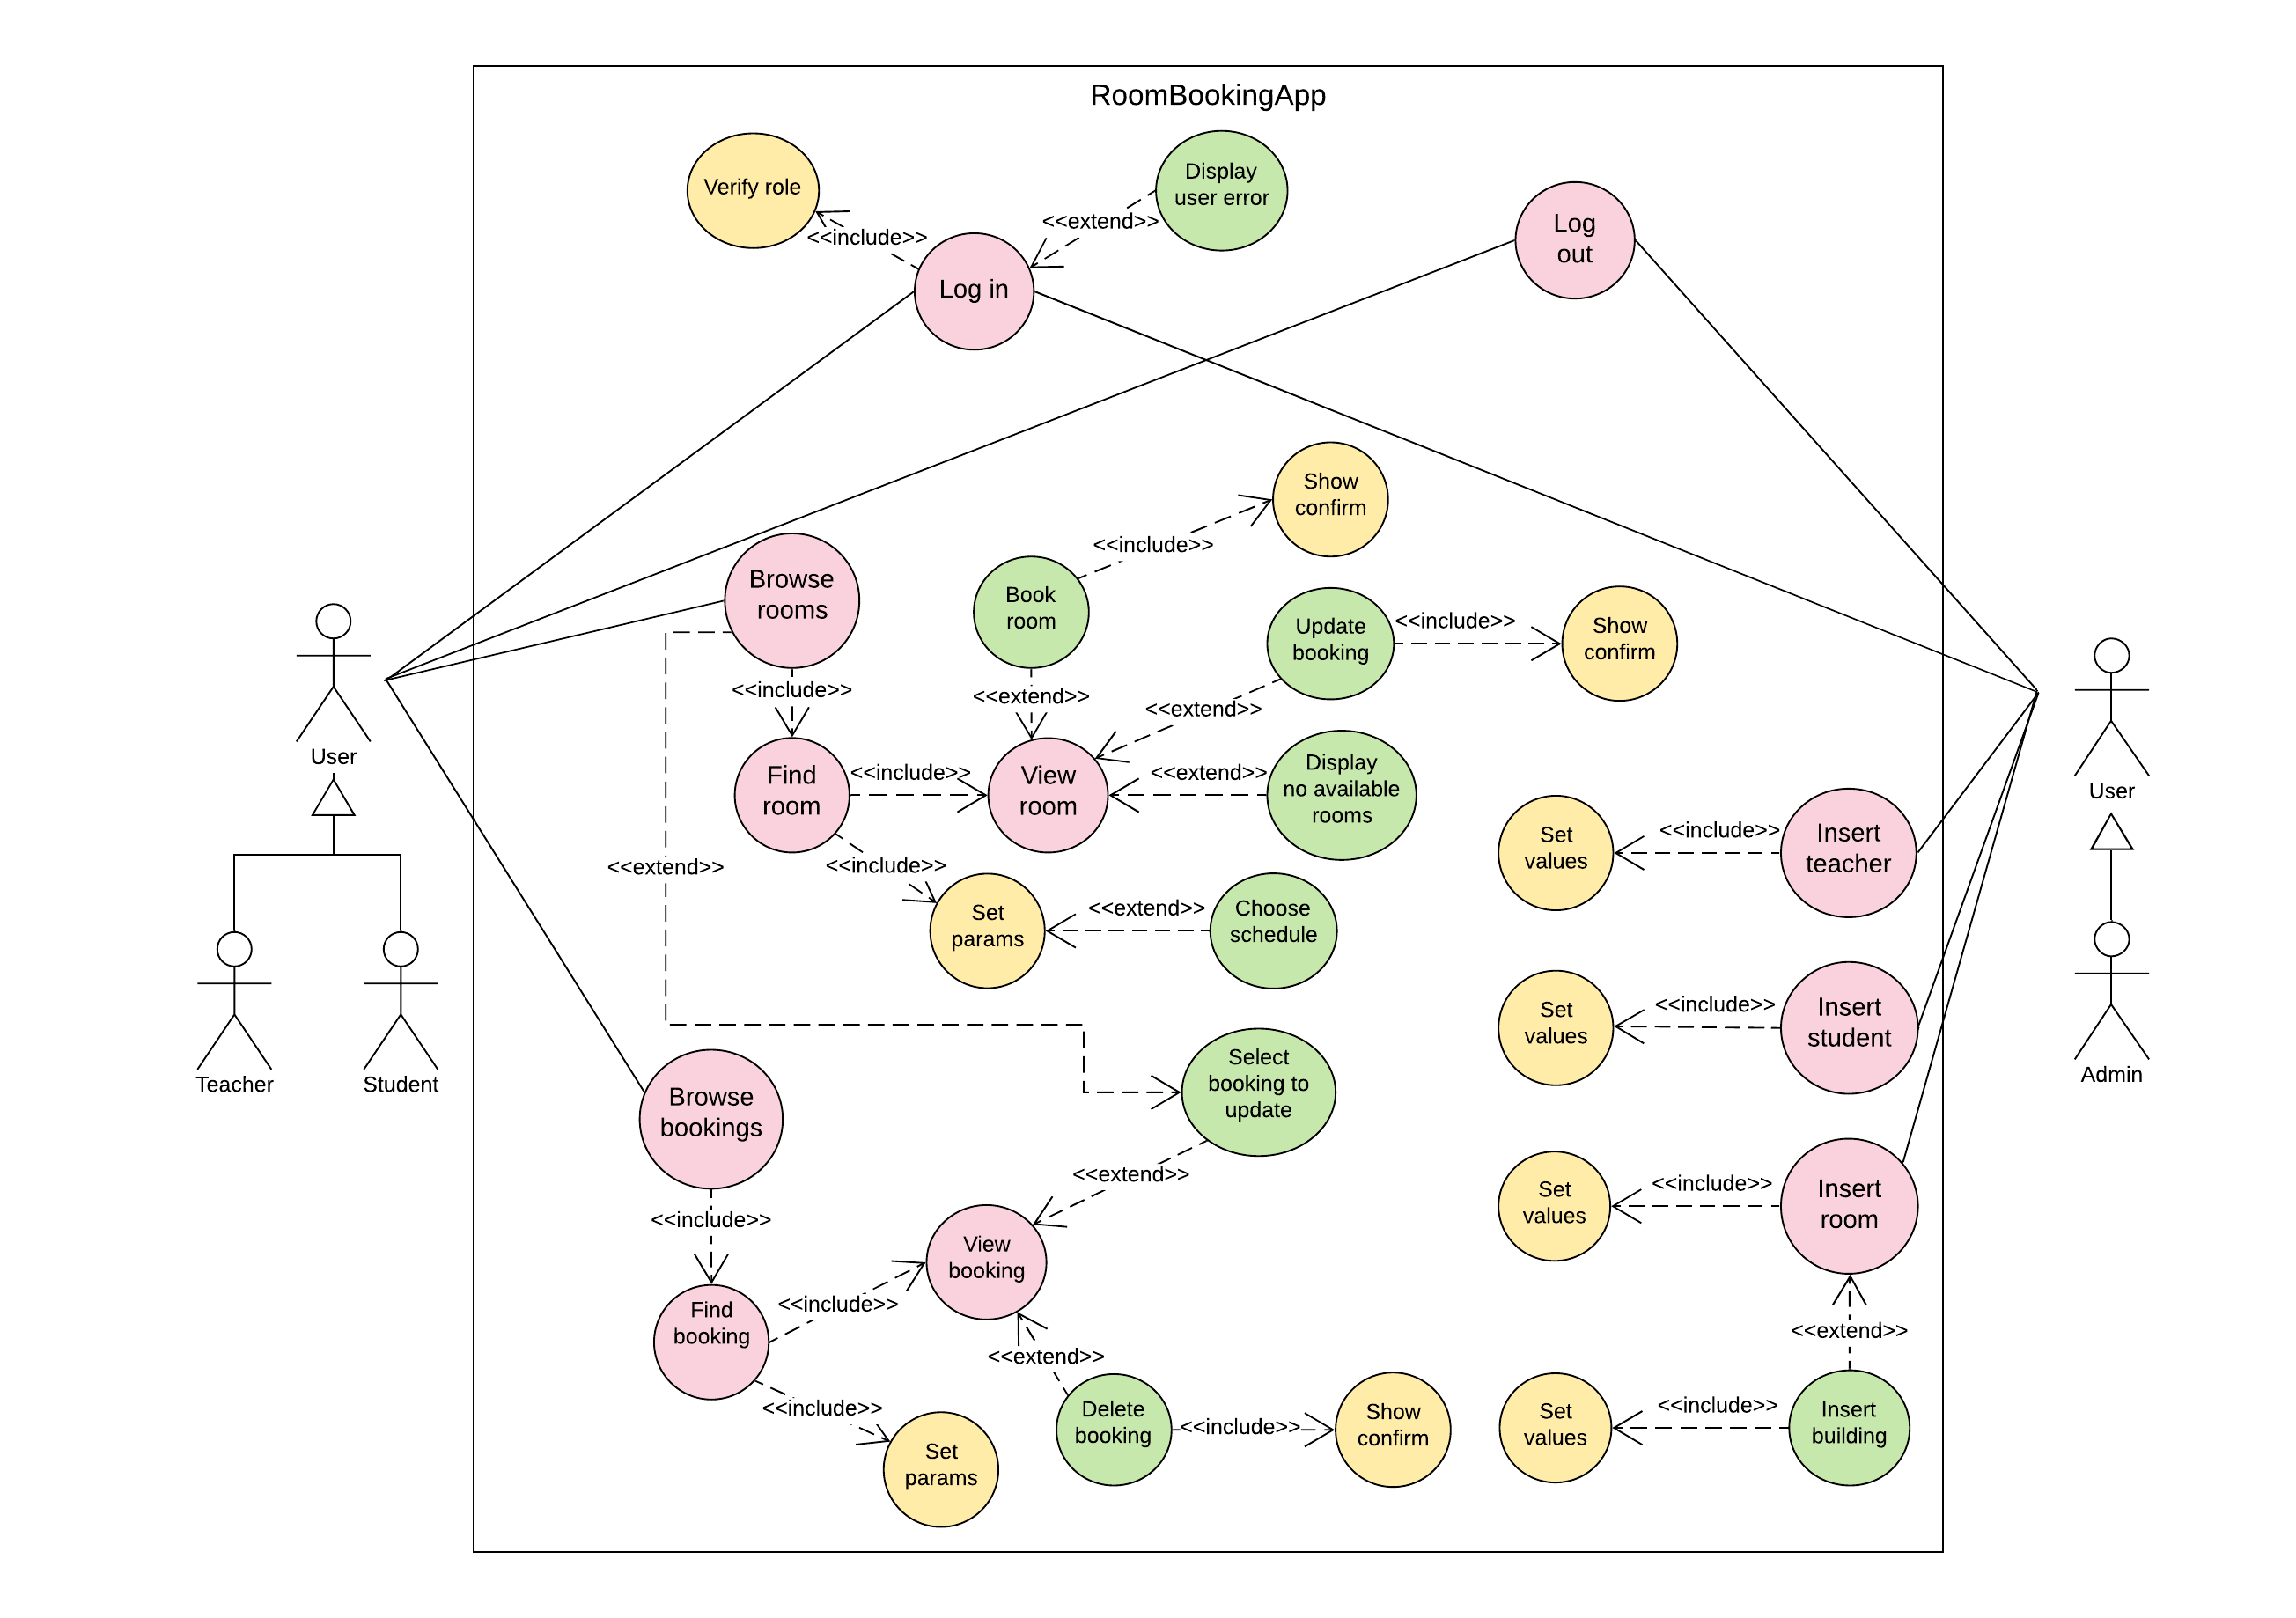 RoomBookingApp
Verify role
Display
user error
<<extend>>
<<include>>
Log in
Log
out
Show
confirm
<<include>>
Browse
rooms
Book
room
Update
booking
<<include>>
Show
confirm
<<include>>
<<extend>>
<<extend>>
User
Find
room
<<include>>
View
room
<<extend>>
Display
no available
rooms
User
<<extend>>
<<include>>
Set
params
<<extend>>
Choose
schedule
Set
values
<<include>>
Insert
teacher
Set
values
<<include>>
Insert
student
Teacher
Student
Admin
Browse
bookings
Select
booking to
update
<<extend>>
<<include>>
View
booking
Set
values
<<include>>
Insert
room
Find
booking
<<include>>
<<extend>>
<<extend>>
<<include>>
Set
params
Delete
booking
<<include>>
Show
confirm
Set
values
<<include>>
Insert
building